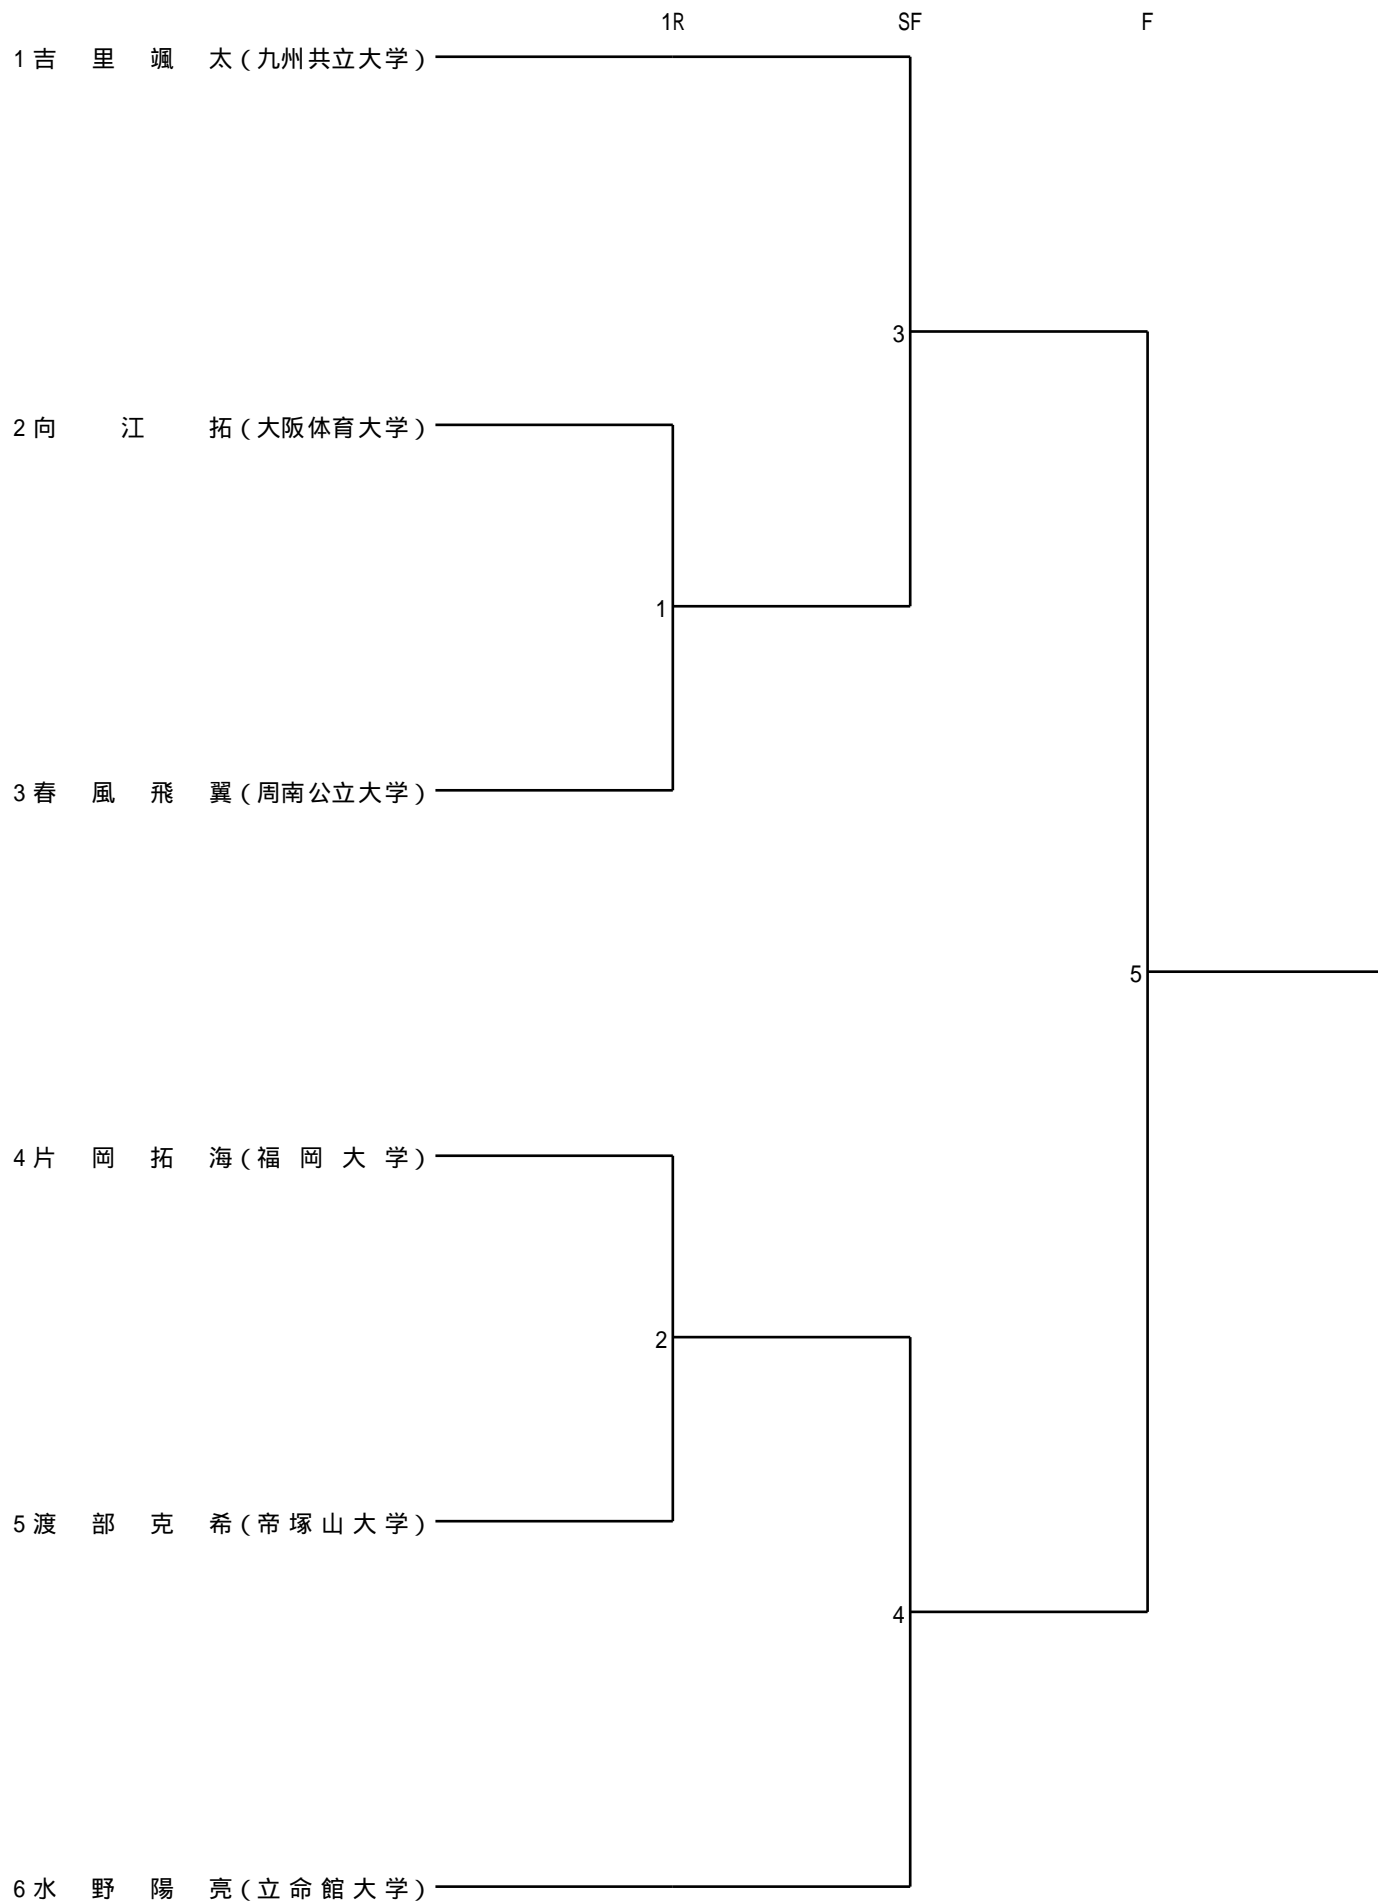 1R SF F
1 吉 里 颯 太 ( 九州共立大学 )
3
2 向 江 拓 ( 大阪体育大学 )
1
3 春 風 飛 翼 ( 周南公立大学 )
5
4 片 岡 拓 海 ( 福 岡 大 学 )
2
5 渡 部 克 希 ( 帝 塚 山 大 学 )
4
6 水 野 陽 亮 ( 立 命 館 大 学 )